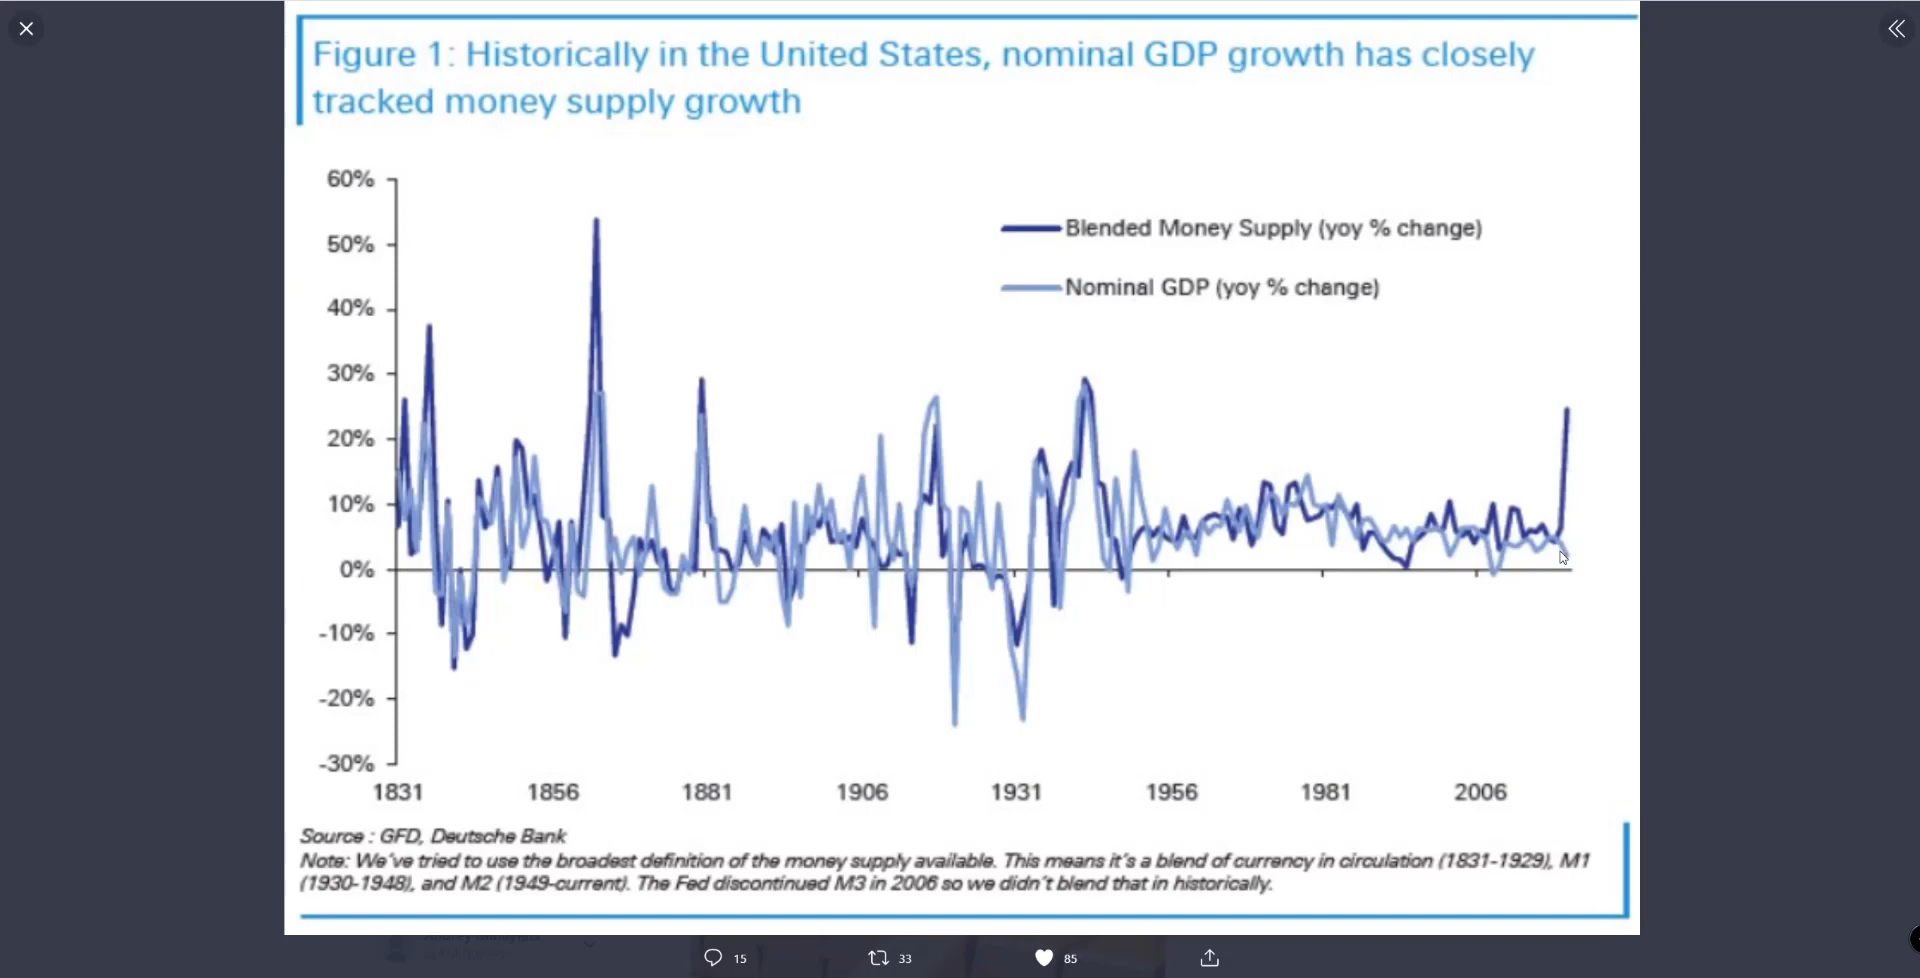 Figure 1: Historically in the United States, nominal GDP growth has closely
tracked money supply growth
60%
50%
40%
30%
20%
10%
0%
-10%
-20%
-30%
Blended Money Supply (yoy % change)
Nominal GDP (yoy % change)
1831 1856 1881 1906 1931 1956 1981 2006
Source : GFD, Deutsche Bank
Note: We've tried to use the broadest definition of the money supply available. This means it's a blend of currency in circulation (1831-1929), M1
(1930-1948), and M2 (1949-current). The Fed discontinued M3 in 2006 so we didn't blend that in historically.
15 33 85